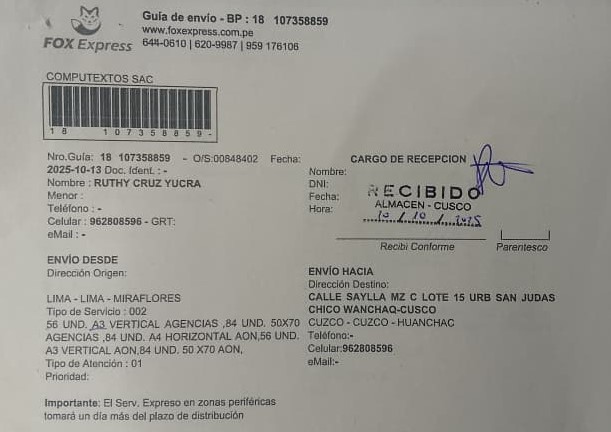 Guía de envío - BP : 18 107358859
www.foxexpress.com.pe
644-0610 | 620-9987 | 959 176106
FOX Express
COMPUTEXTOS SAC
18 107358859-
Nro.Guía: 18 107358859 - O/S:00848402 Fecha:
2025-10-13 Doc. Ident. : -
Nombre : RUTHY CRUZ YUCRA
Menor :
Teléfono : -
Celular : 962808596 - GRT:
eMail : -
CARGO DE RECEPCION
Nombre:
DNI:
Fecha:
Hora:
RECIBIDO
ALMACEN - CUSCO
Recibi Conforme
Parentesco
ENVÍO DESDE
Dirección Origen:
LIMA - LIMA - MIRAFLORES
Tipo de Servicio : 002
56 UND. A3 VERTICAL AGENCIAS ,84 UND. 50X70
AGENCIAS ,84 UND. A4 HORIZONTAL AON,56 UND.
A3 VERTICAL AON,84 UND. 50 X70 AON,
Tipo de Atención : 01
Prioridad:
ENVÍO HACIA
Dirección Destino:
CALLE SAYLLA MZ C LOTE 15 URB SAN JUDAS
CHICO WANCHAQ-CUSCO
CUZCO - CUZCO - HUANCHAC
Teléfono:-
Celular:962808596
eMail:-
Importante: El Serv. Expreso en zonas periféricas
tomará un día más del plazo de distribución